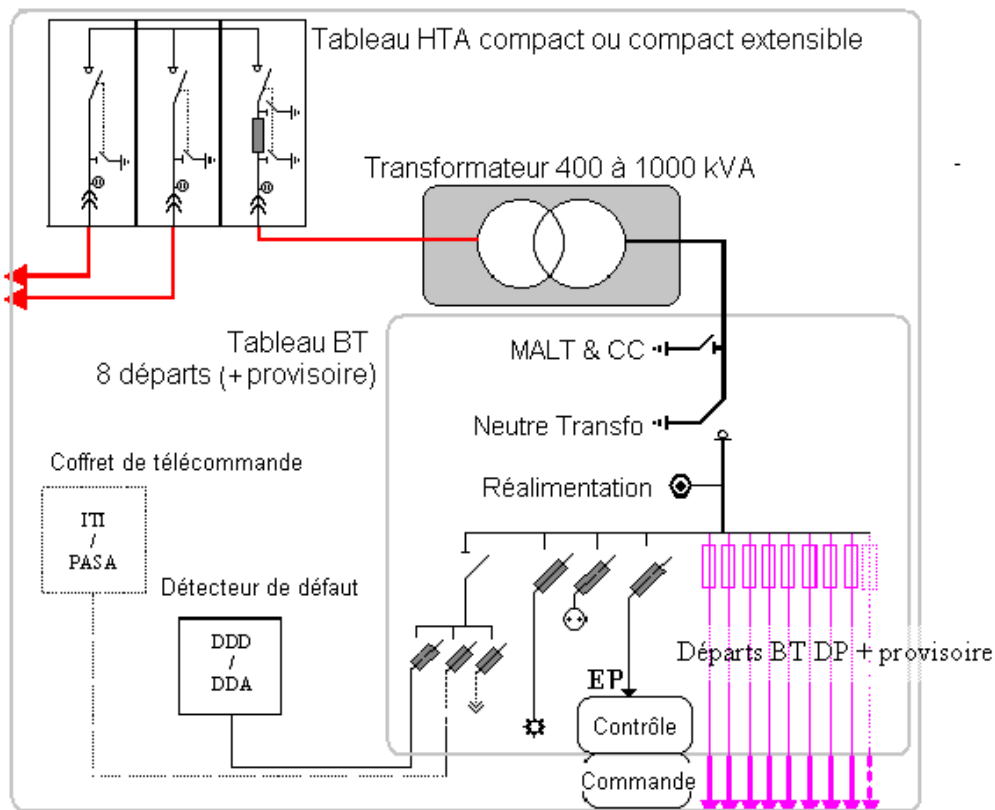 Tableau HTA compact ou compact extensible
Transformateur 400 à 1000 kVA
-
Tableau BT
8 départs (+ provisoire)
MALT & CC
Neutre Transfo
Réalimentation
Coffret de télécommande
ITI
/
PASA
Détecteur de défaut
DDD
/
DDA
Départs BT DP + provisoire
EP
Contrôle
Commande